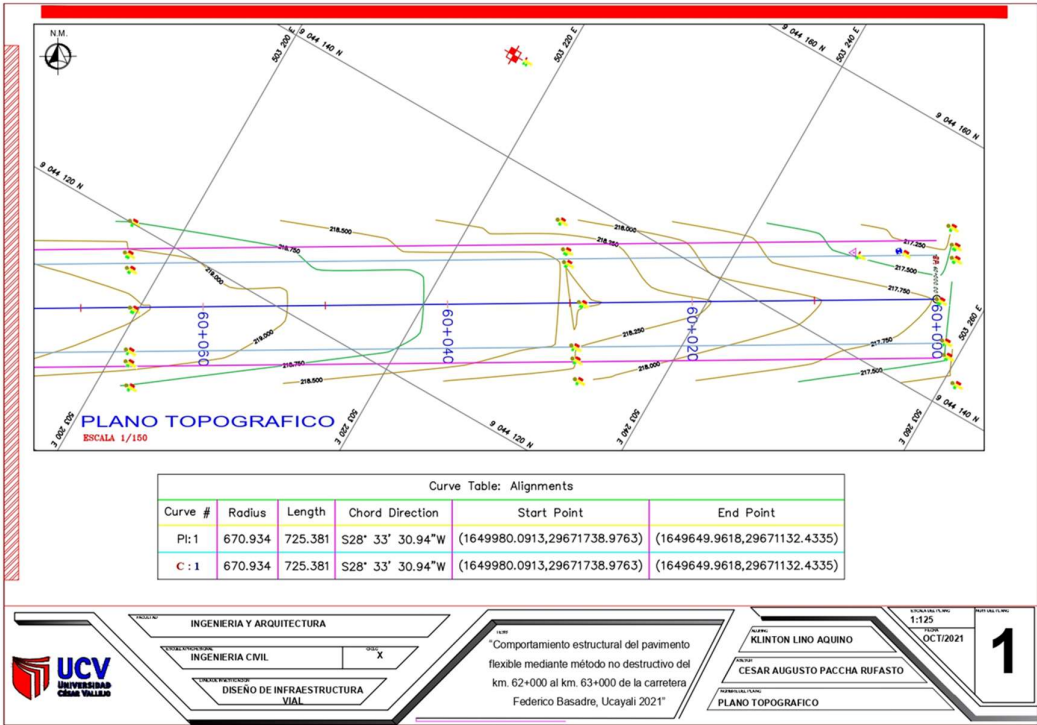 N.M.
503 200 E
9 044 140 N
503 220 E
9 044 160 N
503 240 E
9 044 160 N
9 044 120 N
218.500
218.750
218.250
218.000
217.250
219.000
217.500
217.750
60+060
60+040
60+020
60+000
219.000
218.250
217.750
218.750
218.500
218.000
217.500
503 260 E
503 200 E
503 220 E
9 044 120 N
503 240 E
503 260 E
9 044 140 N
PLANO TOPOGRAFICO
ESCALA 1/150
Curve Table: Alignments
Curve # Radius Length Chord Direction Start Point End Point
PI:1 670.934 725.381 S28° 33' 30.94"W (1649980.0913,29671738.9763) (1649649.9618,29671132.4335)
C : 1 670.934 725.381 S28° 33' 30.94"W (1649980.0913,29671738.9763) (1649649.9618,29671132.4335)
UCV
UNIVERSIDAD
CÉSAR VALLEJO
INGENIERIA Y ARQUITECTURA
INGENIERIA CIVIL
X
DISEÑO DE INFRAESTRUCTURA
VIAL
"Comportamiento estructural del pavimento
flexible mediante método no destructivo del
km. 62+000 al km. 63+000 de la carretera
Federico Basadre, Ucayali 2021"
KLINTON LINO AQUINO
CESAR AUGUSTO PACCHA RUFASTO
PLANO TOPOGRAFICO
ESCALA DEL PLANO
1:125
FECHA
OCT/2021
1